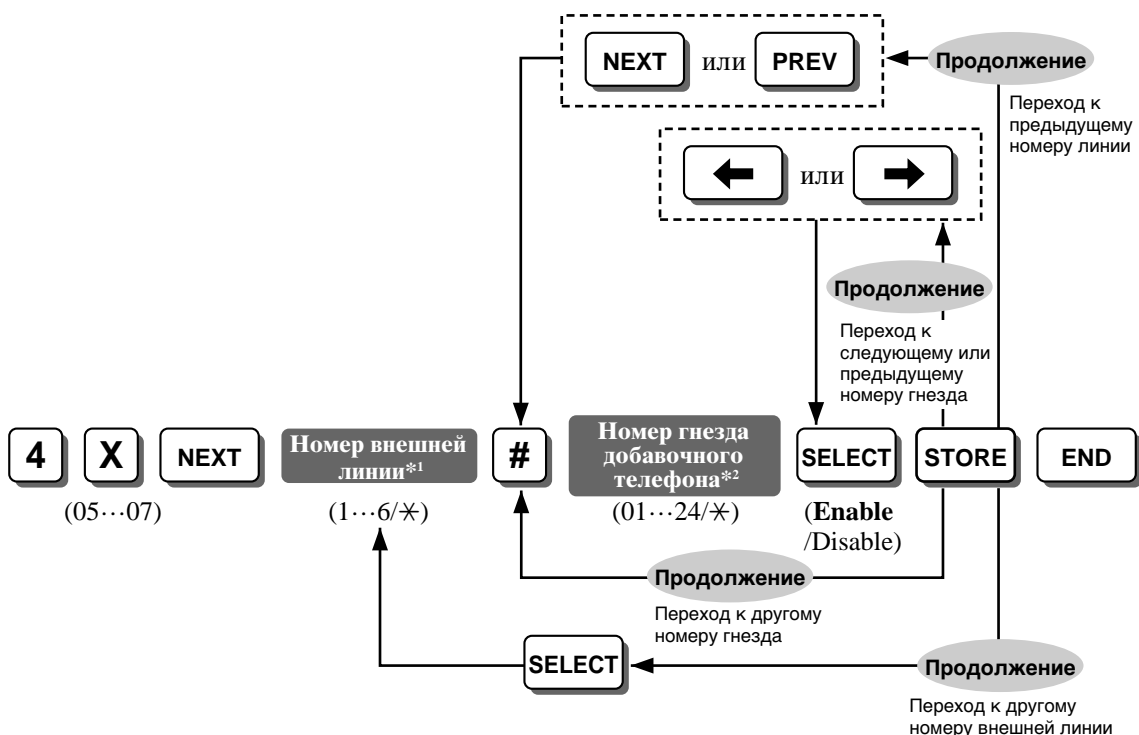 NEXT или PREV
Продолжение
Переход к
предыдущему
номеру линии
или
Продолжение
Переход к
следующему или
предыдущему
номеру гнезда
4 X NEXT
Номер внешней
линии*1
#
Номер гнезда
добавочного
телефона*2
SELECT STORE END
(05···07)
(1···6/✳)
(01···24/✳)
(Enable
/Disable)
Продолжение
Переход к другому
номеру гнезда
SELECT
Продолжение
Переход к другому
номеру внешней линии